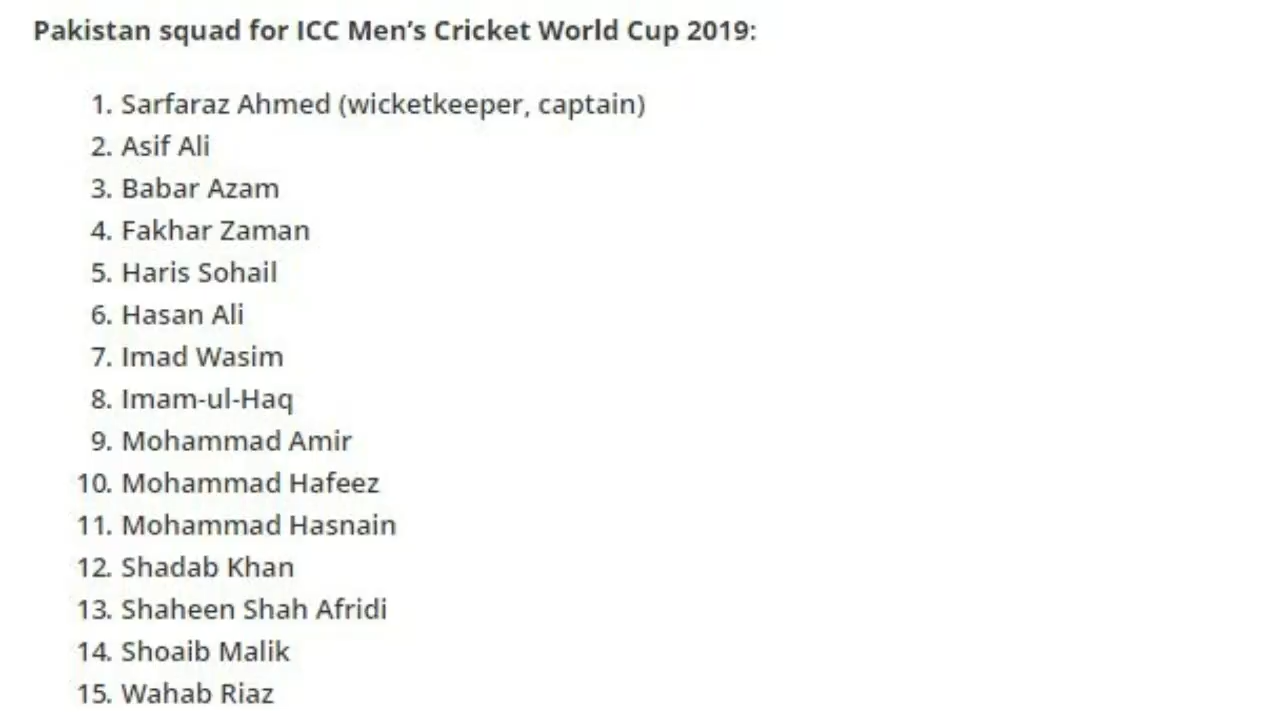 Pakistan squad for ICC Men’s Cricket World Cup 2019:
1. Sarfaraz Ahmed (wicketkeeper, captain)
2. Asif Ali
3. Babar Azam
4. Fakhar Zaman
5. Haris Sohail
6. Hasan Ali
7. Imad Wasim
8. Imam-ul-Haq
9. Mohammad Amir
10. Mohammad Hafeez
11. Mohammad Hasnain
12. Shadab Khan
13. Shaheen Shah Afridi
14. Shoaib Malik
15. Wahab Riaz